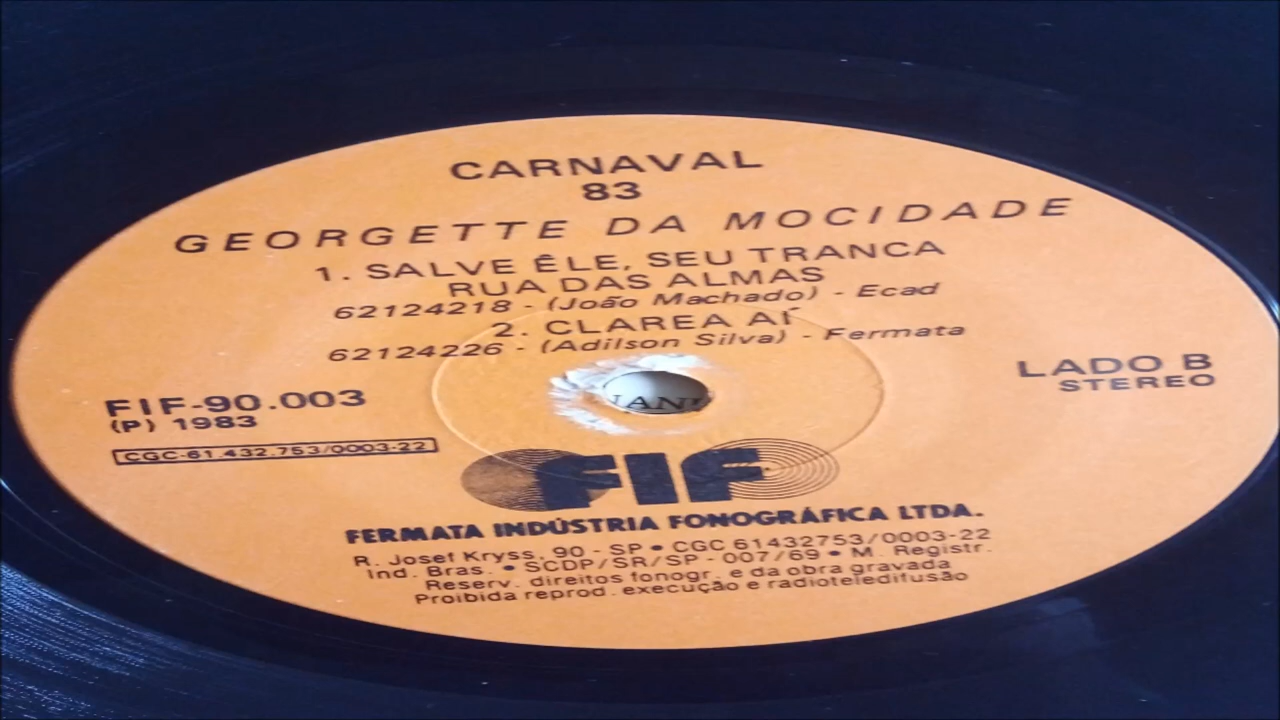 CARNAVAL
83
GEORGETTE DA MOCIDADE
1. SALVE ÊLE, SEU TRANCA
RUA DAS ALMAS
62124218 - (João Machado) - Ecad
2. CLAREA AÍ
62124226 - (Adilson Silva) - Fermata
LADO B
STEREO
FIF-90.003
(P) 1983
CGC-61.432.753/0003-22
FIF
FERMATA INDÚSTRIA FONOGRÁFICA LTDA.
R. Josef Kryss, 90 - SP • CGC 61432753/0003-22
Ind. Bras. • SCDP/SR/SP - 007/69 • M. Registr.
Reserv. direitos fonogr. e da obra gravada
Proibida reprod. execução e radioteledifusão